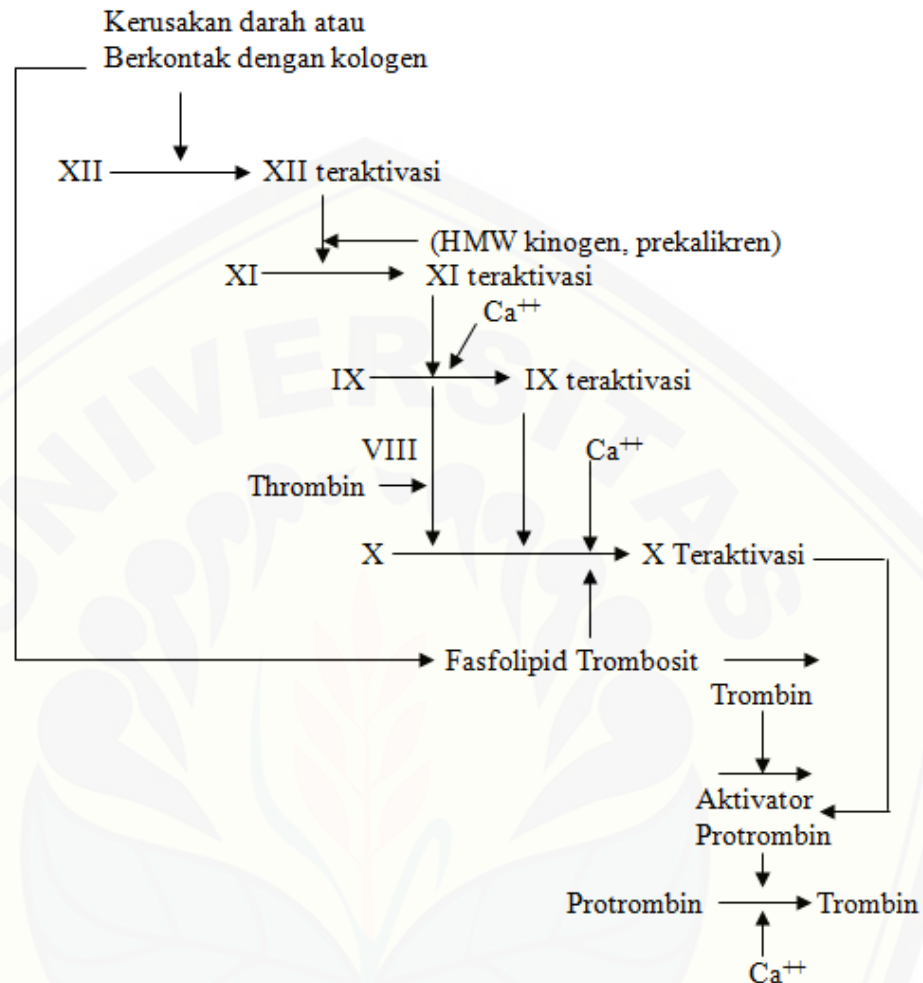 Kerusakan darah atau
Berkontak dengan kologen
XII
XII teraktivasi
(HMW kinogen, prekalikren)
XI
XI teraktivasi
Ca⁺⁺
IX
IX teraktivasi
VIII
Ca⁺⁺
Thrombin
X
X Teraktivasi
Fasfolipid Trombosit
Trombin
Aktivator
Protrombin
Protrombin
Trombin
Ca⁺⁺
UNIVERSITAS